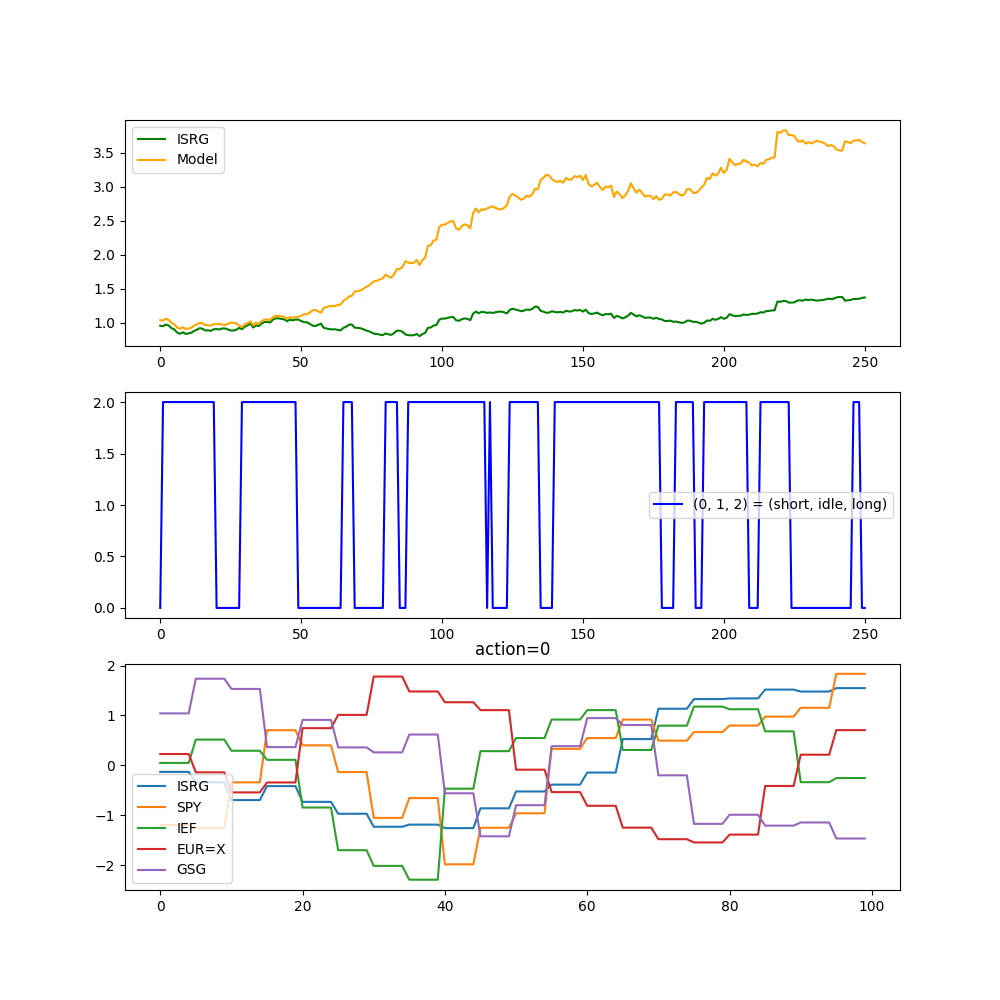 ISRG
Model
3.5
3.0
2.5
2.0
1.5
1.0
0 50 100 150 200 250
2.0
1.5
1.0
0.5
0.0
(0, 1, 2) = (short, idle, long)
0 50 100 150 200 250
action=0
2
1
0
−1
−2
ISRG
SPY
IEF
EUR=X
GSG
0 20 40 60 80 100